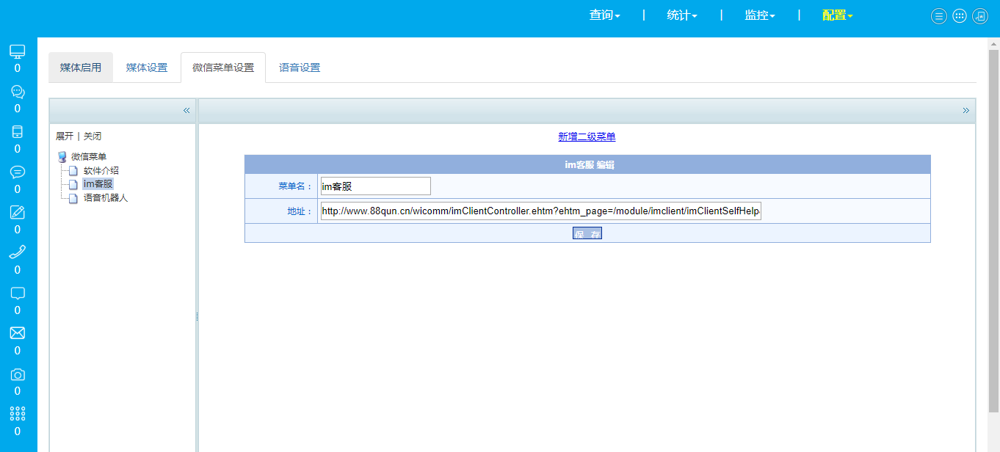 查询 | 统计 | 监控 | 配置
0
0
0
0
0
0
0
0
0
0
媒体启用 媒体设置 微信菜单设置 语音设置
« »
展开 | 关闭
微信菜单
软件介绍
im客服
语音机器人
新增二级菜单
im客服 编辑
菜单名： im客服
地址： http://www.88qun.cn/wicomm/imClientController.ehtm?ehtm_page=/module/imclient/imClientSelfHelp
保 存